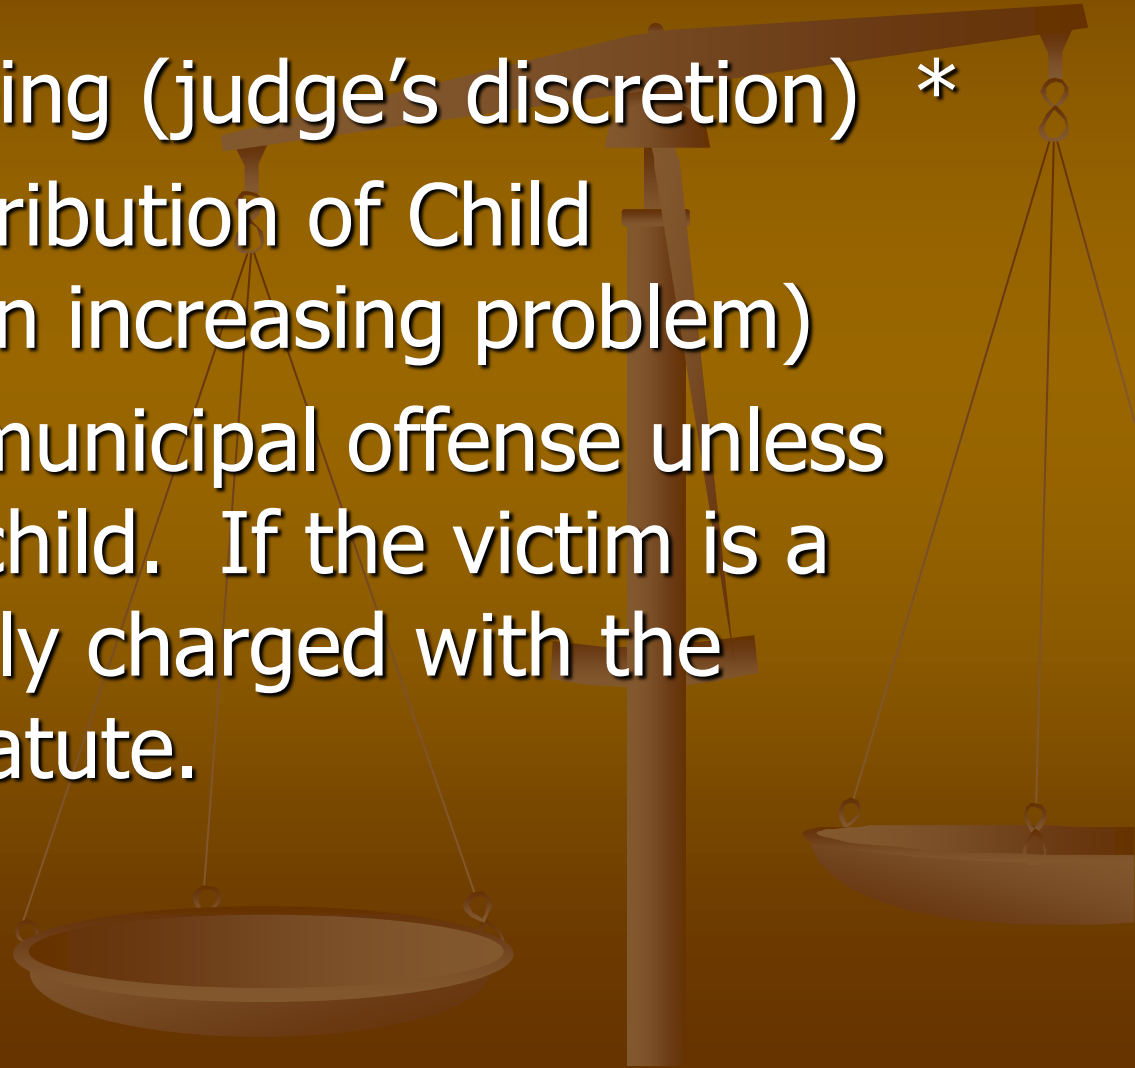 ing (judge’s discretion) *
ribution of Child
n increasing problem)
municipal offense unless
child. If the victim is a
ly charged with the
atute.